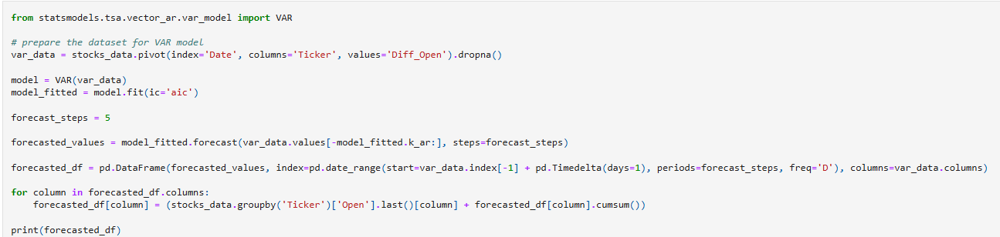 from statsmodels.tsa.vector_ar.var_model import VAR
# prepare the dataset for VAR model
var_data = stocks_data.pivot(index='Date', columns='Ticker', values='Diff_Open').dropna()
model = VAR(var_data)
model_fitted = model.fit(ic='aic')
forecast_steps = 5
forecasted_values = model_fitted.forecast(var_data.values[-model_fitted.k_ar:], steps=forecast_steps)
forecasted_df = pd.DataFrame(forecasted_values, index=pd.date_range(start=var_data.index[-1] + pd.Timedelta(days=1), periods=forecast_steps, freq='D'), columns=var_data.columns)
for column in forecasted_df.columns:
    forecasted_df[column] = (stocks_data.groupby('Ticker')['Open'].last()[column] + forecasted_df[column].cumsum())
print(forecasted_df)